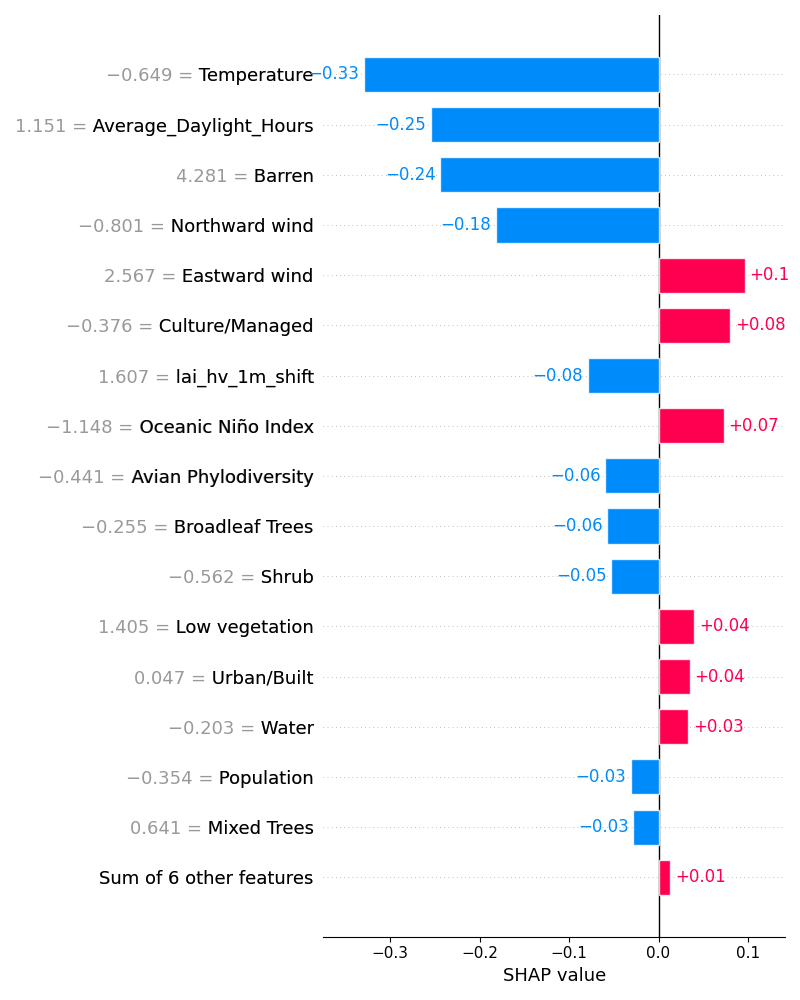 −0.649 = Temperature −0.33
1.151 = Average_Daylight_Hours −0.25
4.281 = Barren −0.24
−0.801 = Northward wind −0.18
2.567 = Eastward wind +0.1
−0.376 = Culture/Managed +0.08
1.607 = lai_hv_1m_shift −0.08
−1.148 = Oceanic Niño Index +0.07
−0.441 = Avian Phylodiversity −0.06
−0.255 = Broadleaf Trees −0.06
−0.562 = Shrub −0.05
1.405 = Low vegetation +0.04
0.047 = Urban/Built +0.04
−0.203 = Water +0.03
−0.354 = Population −0.03
0.641 = Mixed Trees −0.03
Sum of 6 other features +0.01
−0.3 −0.2 −0.1 0.0 0.1
SHAP value